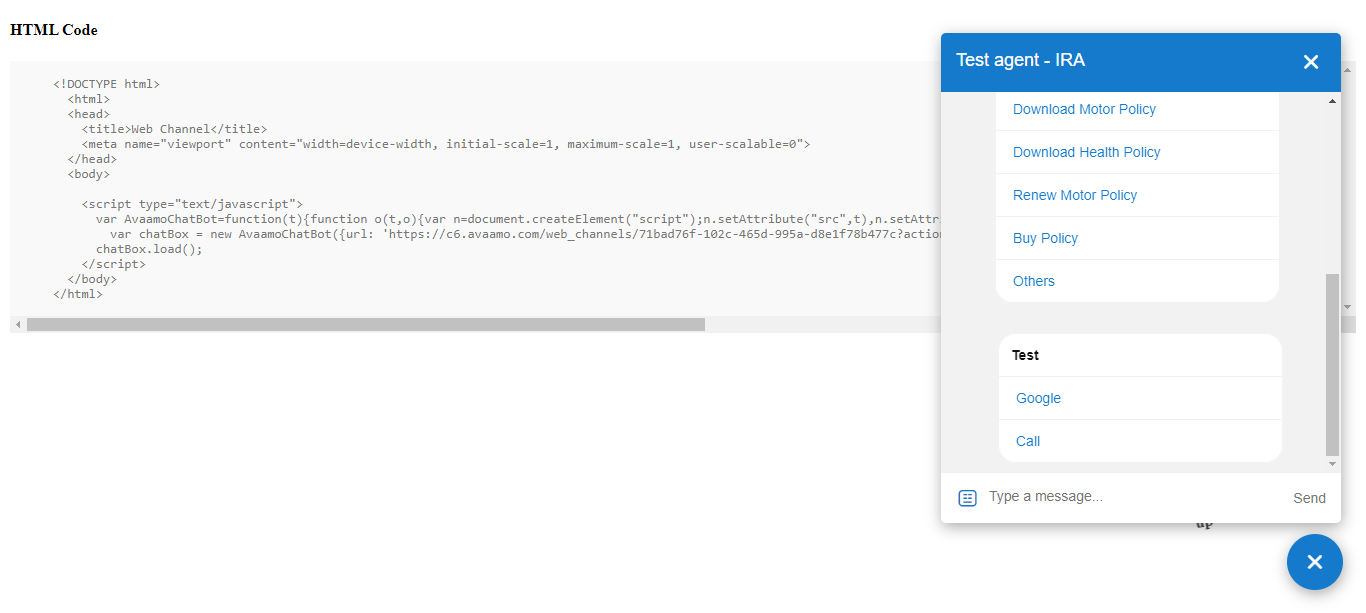 HTML Code
<!DOCTYPE html>
<html>
<head>
<title>Web Channel</title>
<meta name="viewport" content="width=device-width, initial-scale=1, maximum-scale=1, user-scalable=0">
</head>
<body>
<script type="text/javascript">
var AvaamoChatBot=function(t){function o(t,o){var n=document.createElement("script");n.setAttribute("src",t),n.setAttri
var chatBox = new AvaamoChatBot({url: 'https://c6.avaamo.com/web_channels/71bad76f-102c-465d-995a-d8e1f78b477c?action
chatBox.load();
</script>
</body>
</html>
Test agent - IRA
Download Motor Policy
Download Health Policy
Renew Motor Policy
Buy Policy
Others
Test
Google
Call
Type a message...
Send
up